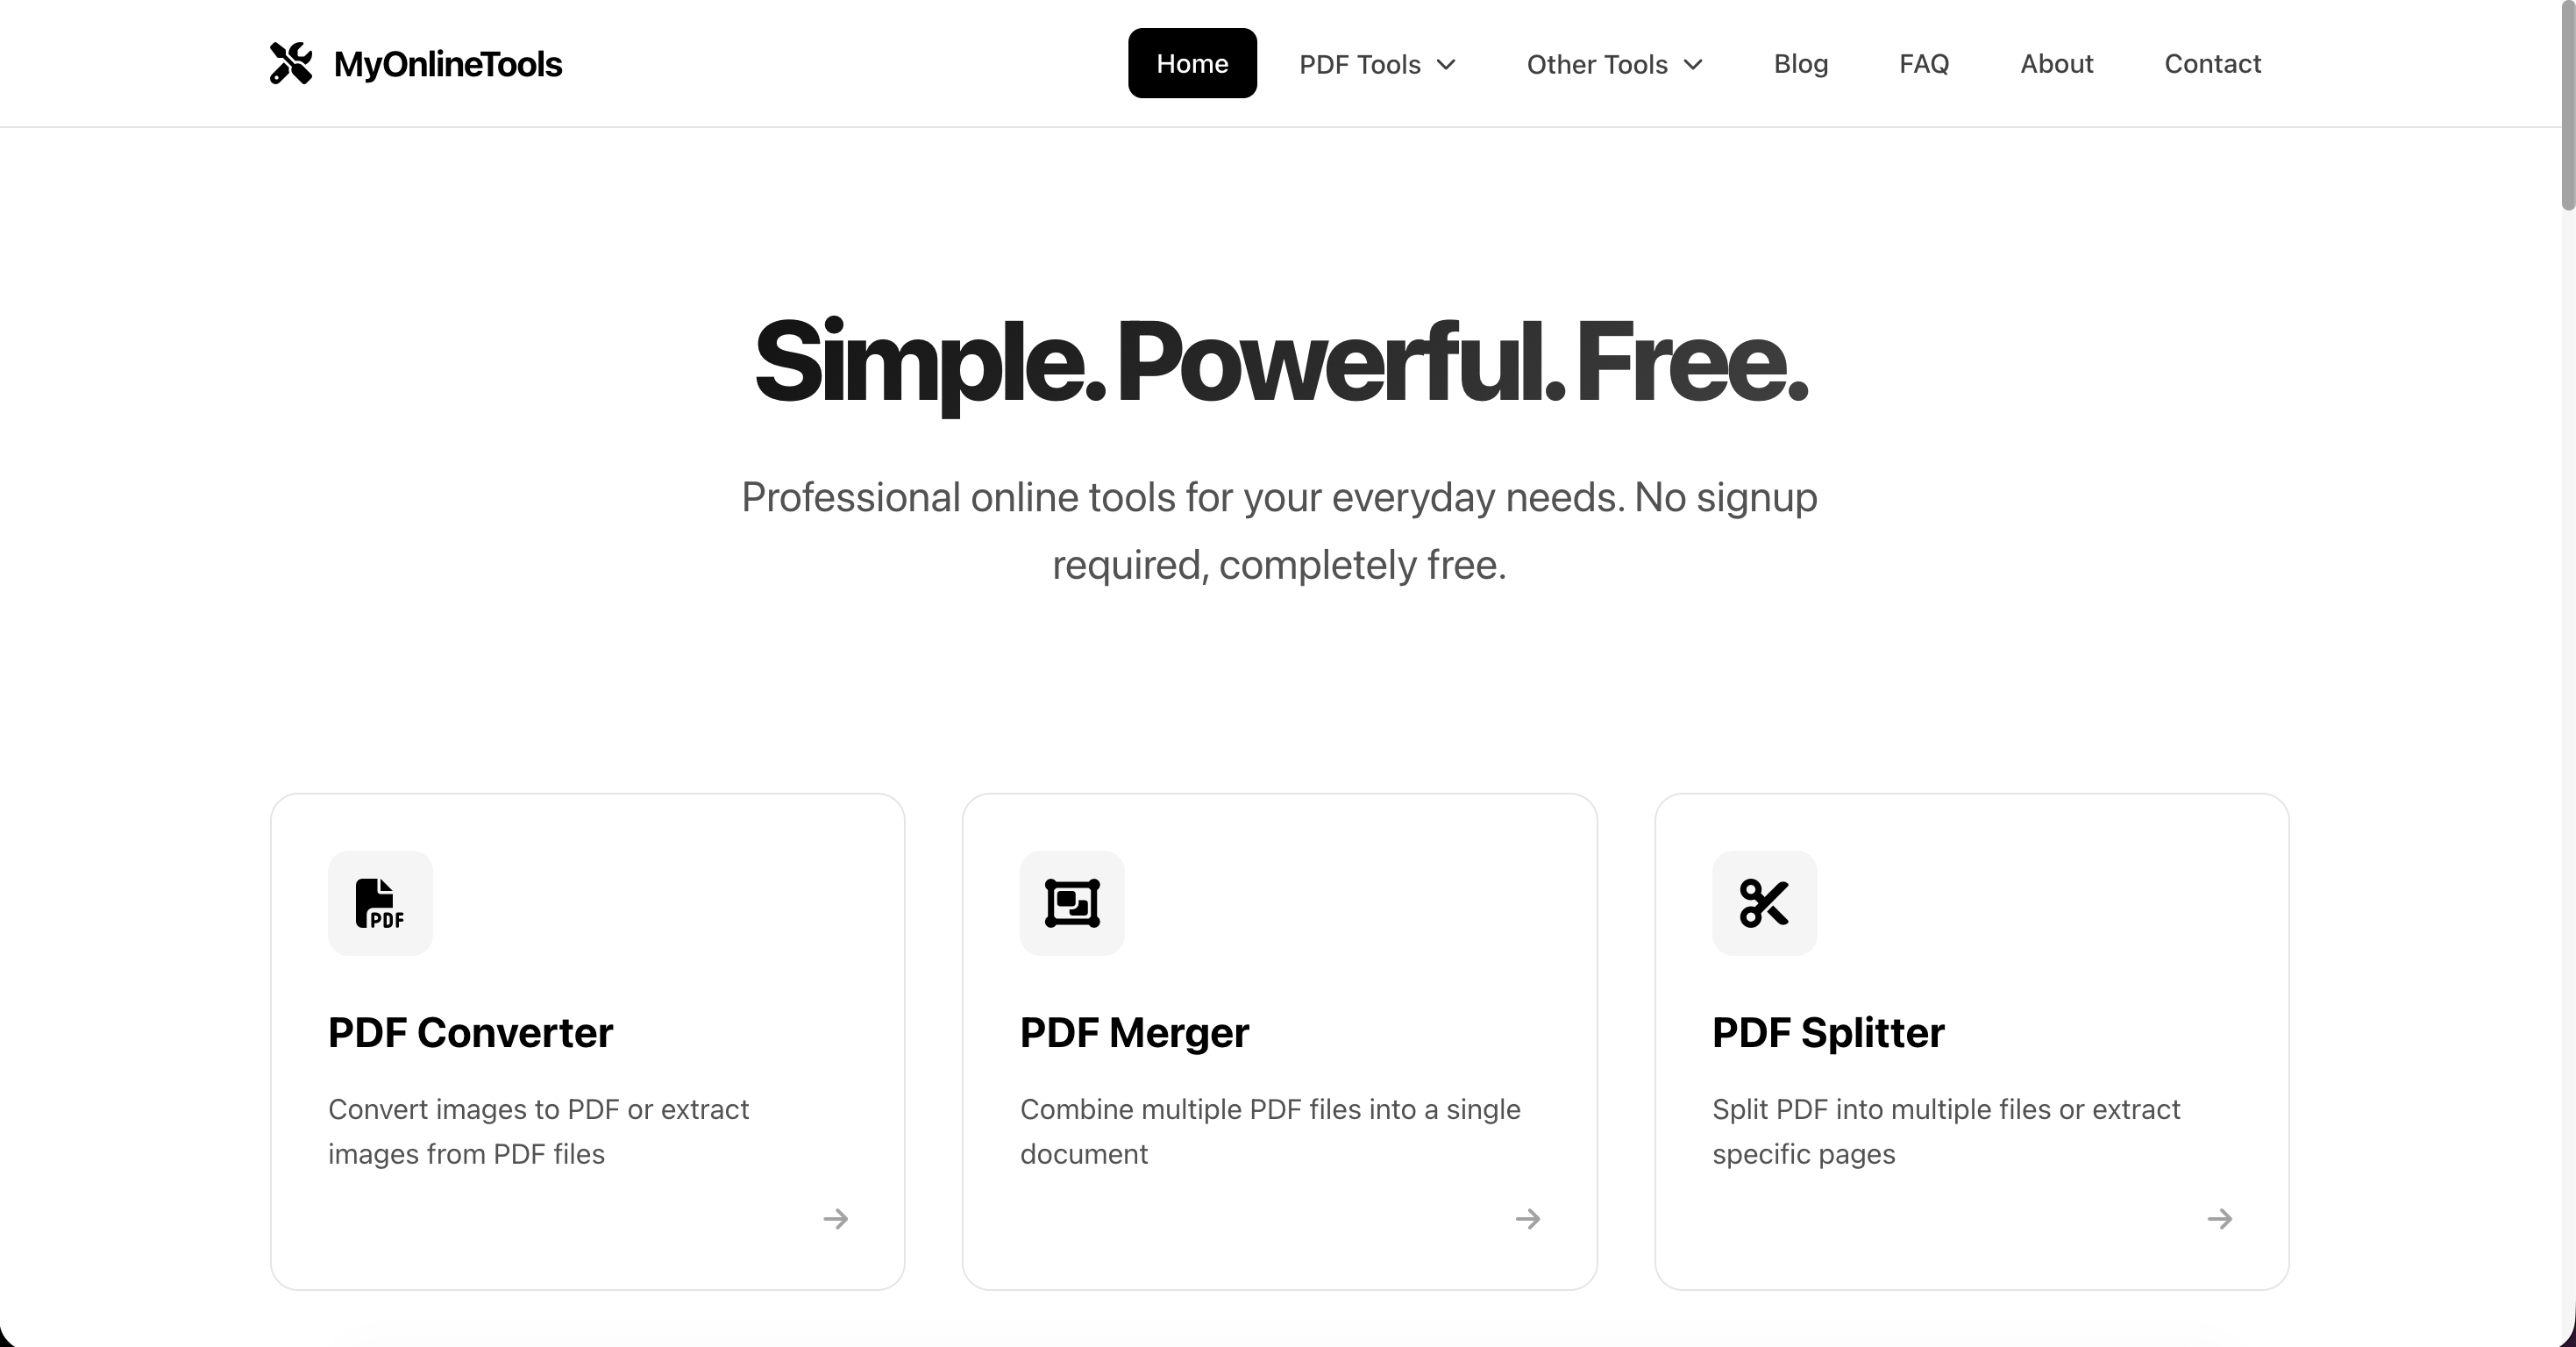 MyOnlineTools
Home
PDF Tools
Other Tools
Blog
FAQ
About
Contact
Simple. Powerful. Free.
Professional online tools for your everyday needs. No signup
required, completely free.
PDF
PDF Converter
Convert images to PDF or extract
images from PDF files
PDF Merger
Combine multiple PDF files into a single
document
PDF Splitter
Split PDF into multiple files or extract
specific pages